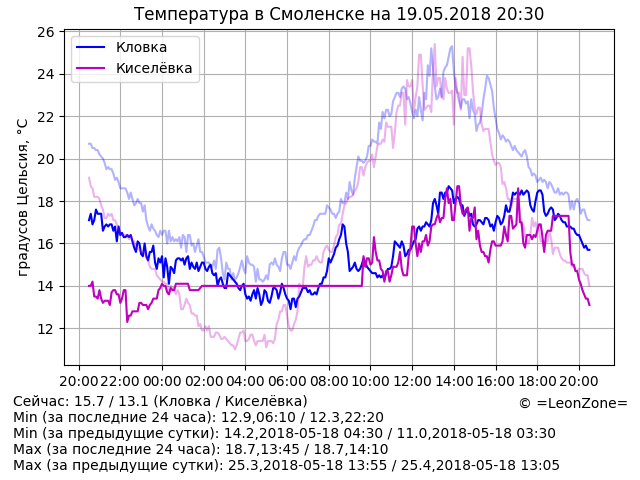 Температура в Смоленске на 19.05.2018 20:30
градусов Цельсия, °C
26
24
22
20
18
16
14
12
Кловка
Киселёвка
20:00 22:00 00:00 02:00 04:00 06:00 08:00 10:00 12:00 14:00 16:00 18:00 20:00
Сейчас: 15.7 / 13.1 (Кловка / Киселёвка)
© =LeonZone=
Min (за последние 24 часа): 12.9,06:10 / 12.3,22:20
Min (за предыдущие сутки): 14.2,2018-05-18 04:30 / 11.0,2018-05-18 03:30
Max (за последние 24 часа): 18.7,13:45 / 18.7,14:10
Max (за предыдущие сутки): 25.3,2018-05-18 13:55 / 25.4,2018-05-18 13:05